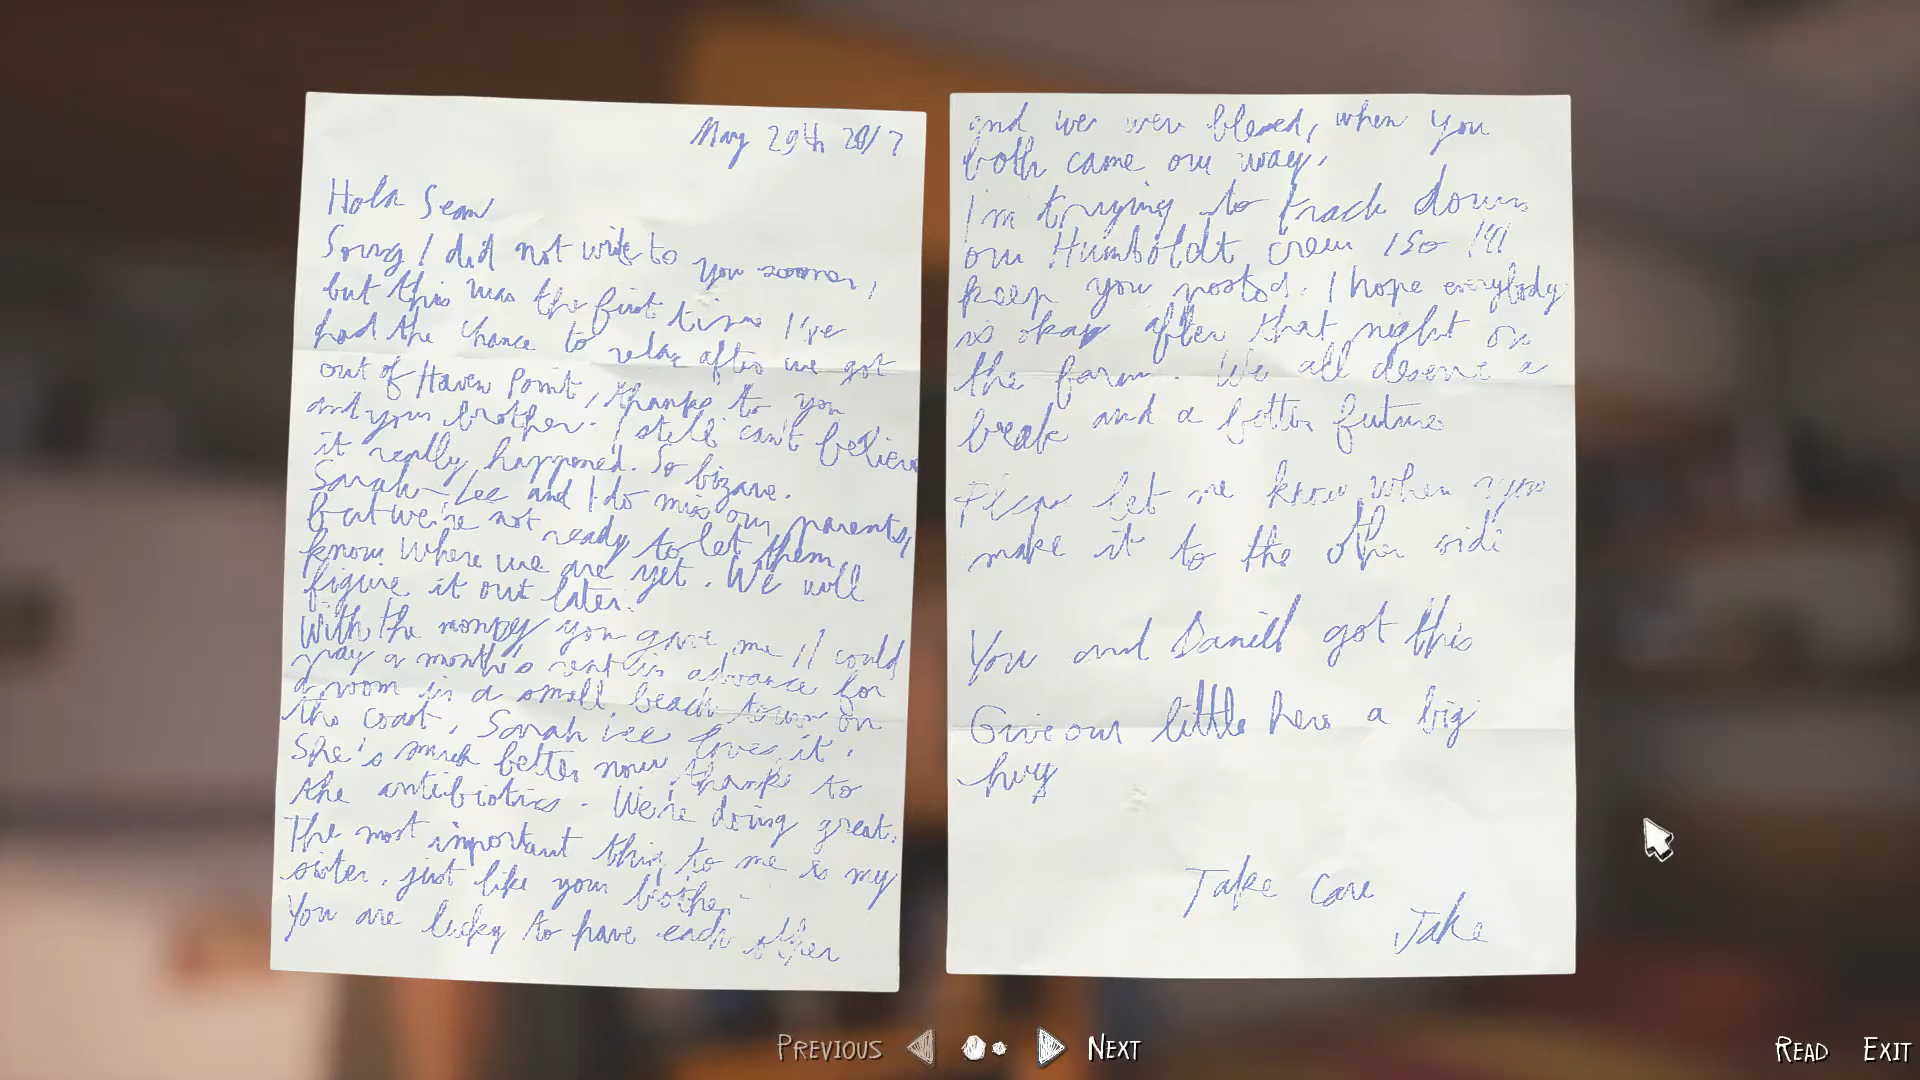 May 29th 2017
Hola Sean
Sorry I did not write to you sooner,
but this was the first time I've
had the chance to relax after we got
out of Haven Point, thanks to you
and your brother. I still can't believe
it really happened. So bizare.
Sarah-Lee and I do miss our parents,
but we're not ready to let them
know where we are yet. We will
figure it out later.
With the money you gave me, I could
pay a month's rent in advance for
a room in a small beach town on
the coast, Sarah Lee loves it,
She's much better now, thanks to
the antibiotics. We're doing great.
The most important thing to me is my
sister, just like your brother.
You are lucky to have each other
and we were blessed, when you
both came our way,
I'm trying to track down
our Humboldt crew, so I'll
keep you posted. I hope everybody
is okay after that night on
the farm. We all deserve a
break and a better future
Please let me know when you
make it to the other side
You and Daniel got this
Give our little hero a big
hug
Take Care
Jake
PREVIOUS NEXT
READ EXIT